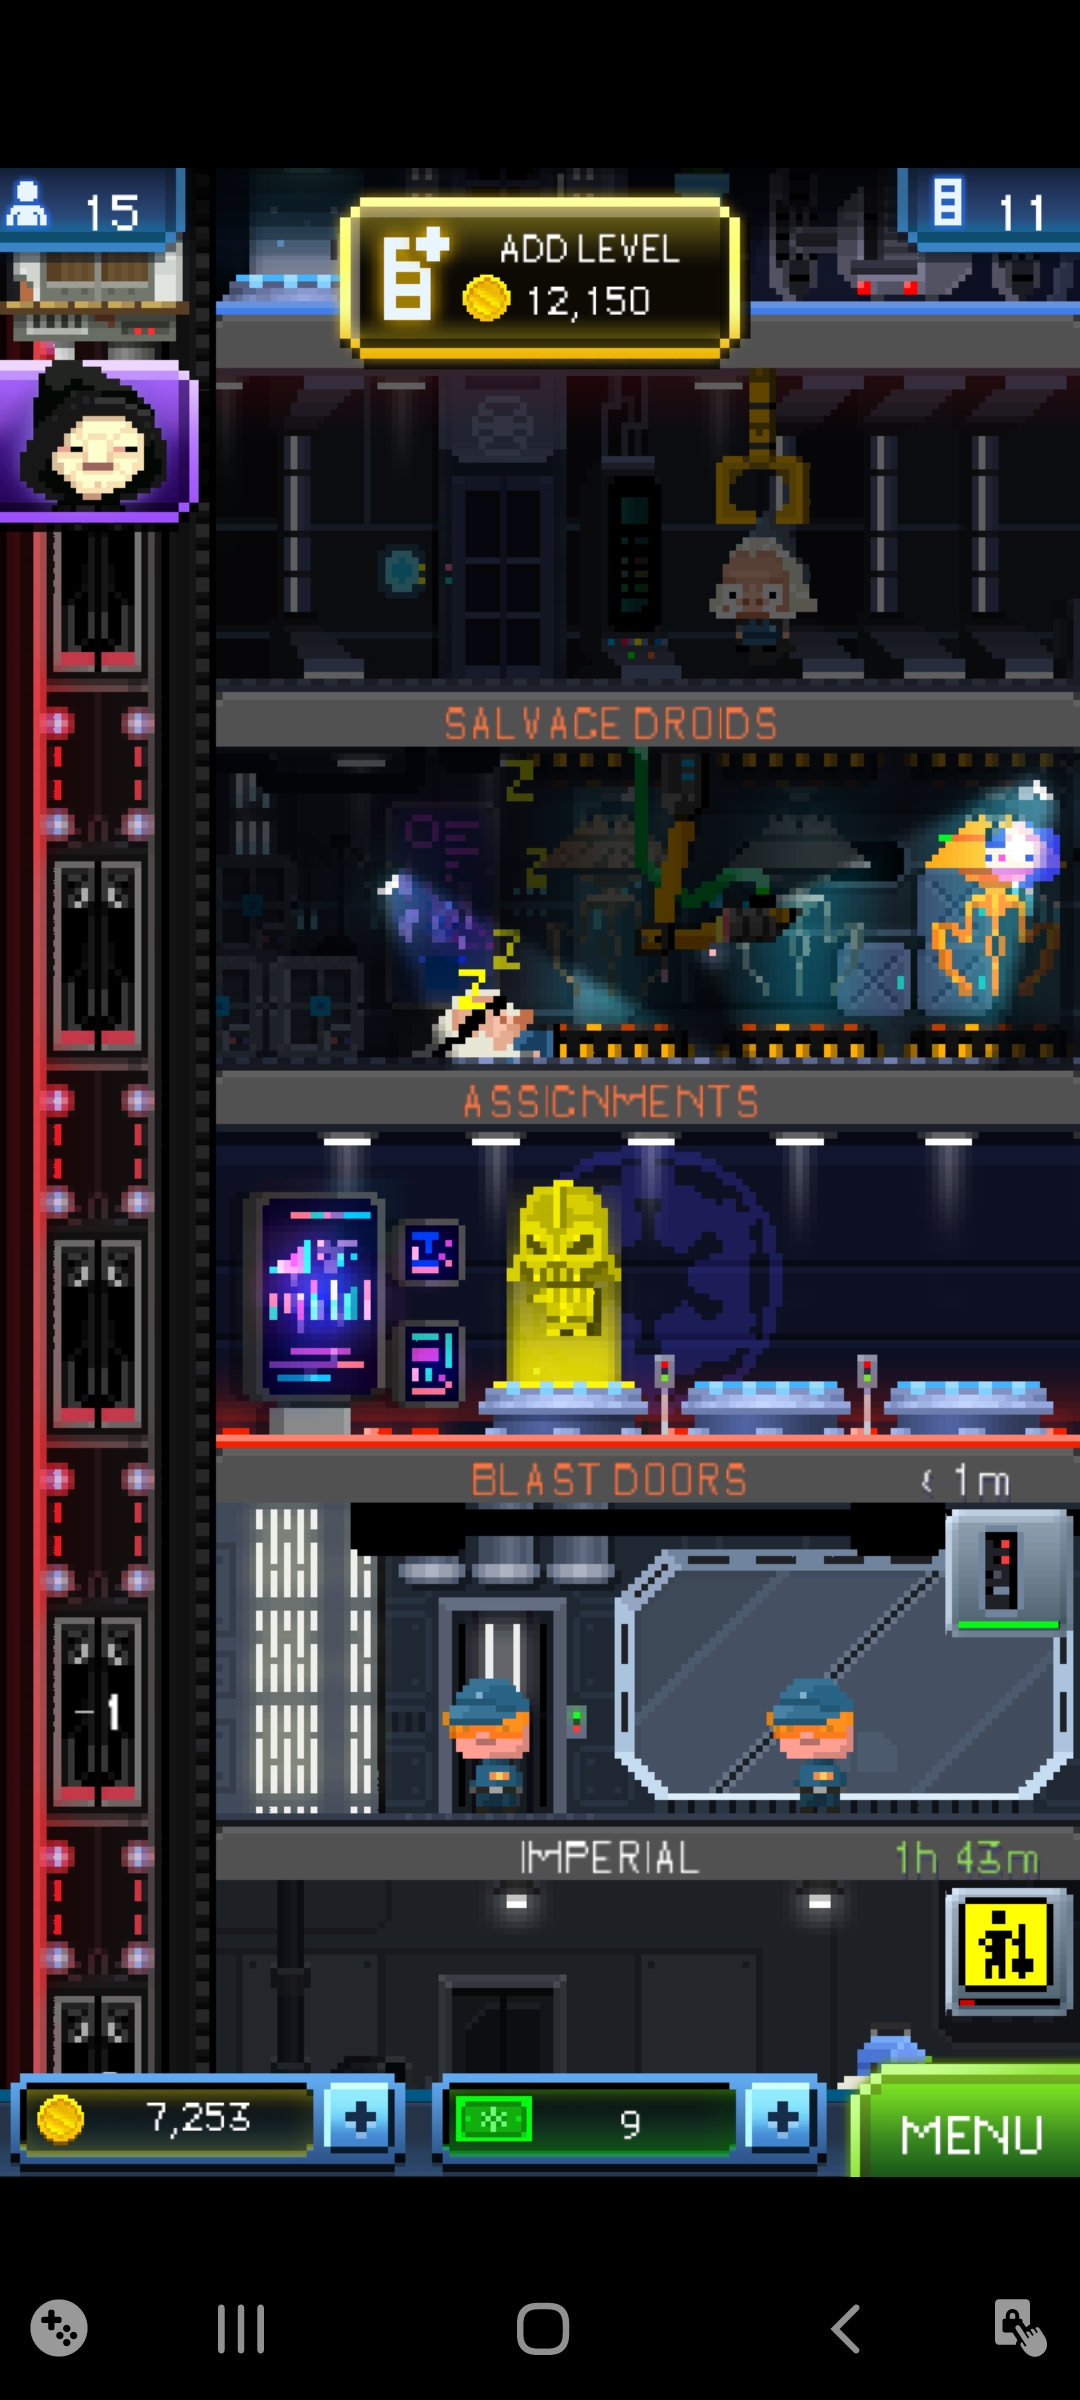 15
ADD LEVEL
12,150
11
SALVAGE DROIDS
Z
Z
Z
Z
ASSIGNMENTS
BLAST DOORS
< 1m
-1
IMPERIAL
1h 43m
7,253
9
MENU